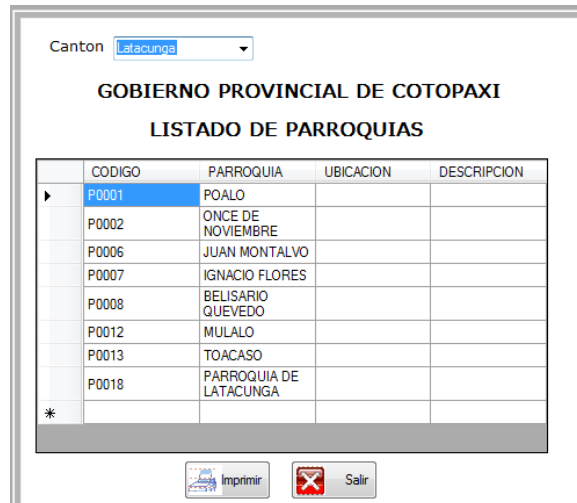 Canton Latacunga
GOBIERNO PROVINCIAL DE COTOPAXI
LISTADO DE PARROQUIAS
CODIGO PARROQUIA UBICACION DESCRIPCION
P0001 POALO
P0002 ONCE DE
NOVIEMBRE
P0006 JUAN MONTALVO
P0007 IGNACIO FLORES
P0008 BELISARIO
QUEVEDO
P0012 MULALO
P0013 TOACASO
P0018 PARROQUIA DE
LATACUNGA
Imprimir Salir